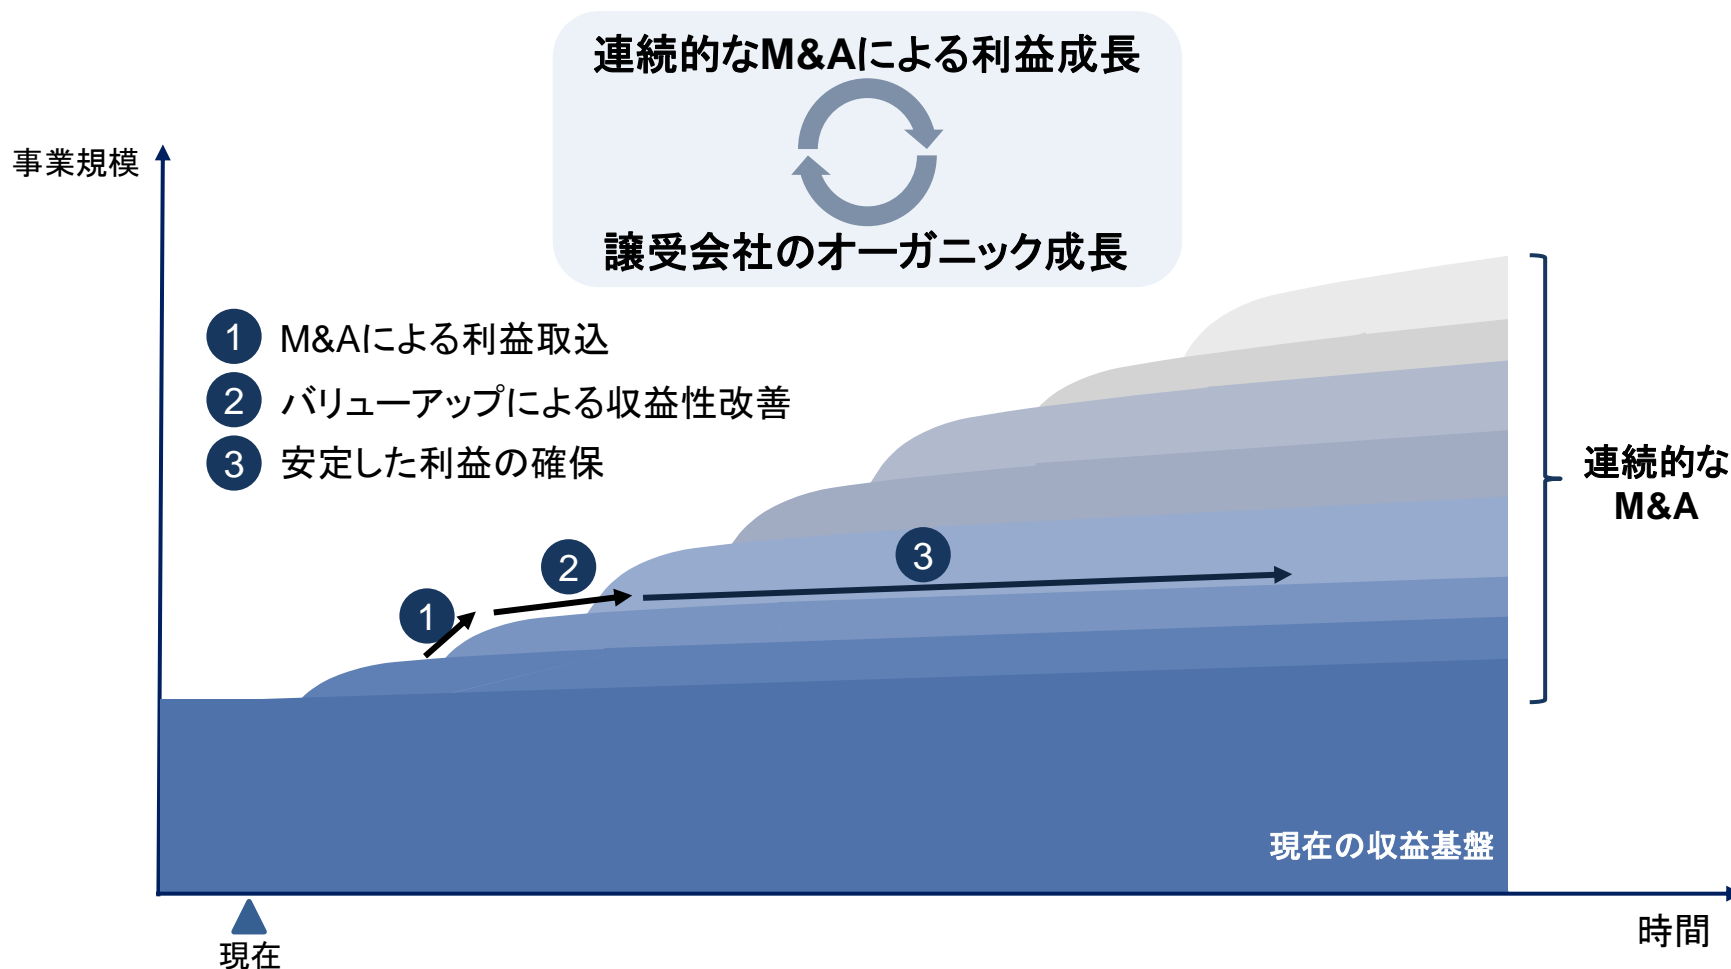 連続的なM&Aによる利益成長
譲受会社のオーガニック成長
事業規模
1 M&Aによる利益取込
2 バリューアップによる収益性改善
3 安定した利益の確保
1
2
3
連続的な
M&A
現在の収益基盤
時間
現在